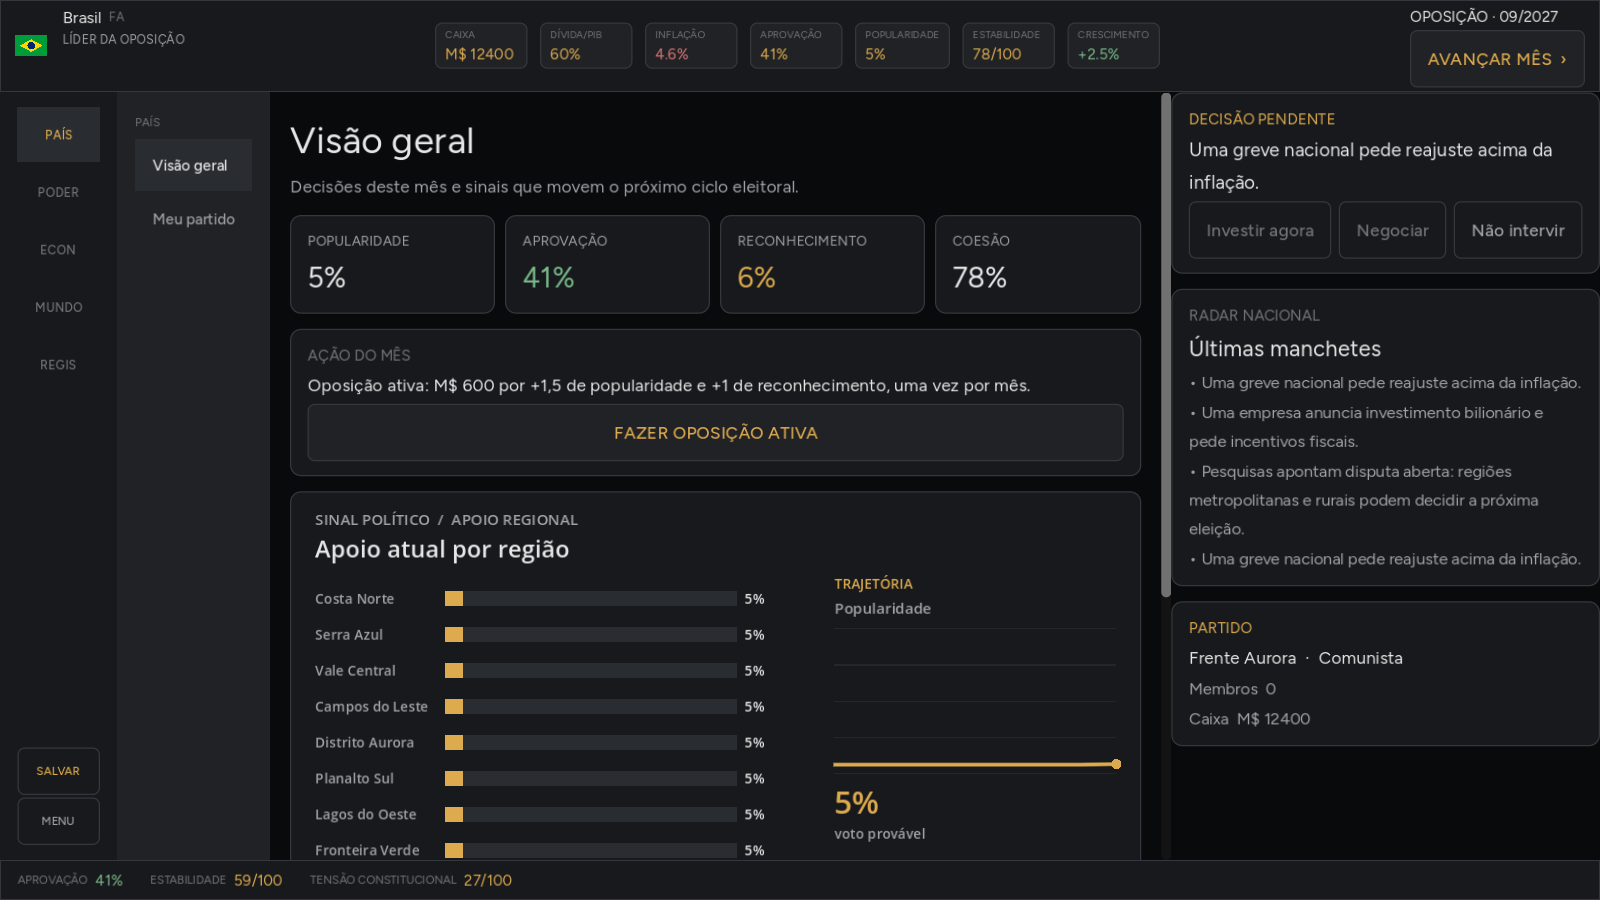 Brasil FA
LÍDER DA OPOSIÇÃO
CAIXA
M$ 12400
DÍVIDA/PIB
60%
INFLAÇÃO
4.6%
APROVAÇÃO
41%
POPULARIDADE
5%
ESTABILIDADE
78/100
CRESCIMENTO
+2.5%
OPOSIÇÃO · 09/2027
AVANÇAR MÊS ›
PAÍS
PODER
ECON
MUNDO
REGIS
SALVAR
MENU
PAÍS
Visão geral
Meu partido
Visão geral
Decisões deste mês e sinais que movem o próximo ciclo eleitoral.
POPULARIDADE
5%
APROVAÇÃO
41%
RECONHECIMENTO
6%
COESÃO
78%
AÇÃO DO MÊS
Oposição ativa: M$ 600 por +1,5 de popularidade e +1 de reconhecimento, uma vez por mês.
FAZER OPOSIÇÃO ATIVA
SINAL POLÍTICO / APOIO REGIONAL
Apoio atual por região
Costa Norte 5%
Serra Azul 5%
Vale Central 5%
Campos do Leste 5%
Distrito Aurora 5%
Planalto Sul 5%
Lagos do Oeste 5%
Fronteira Verde 5%
TRAJETÓRIA
Popularidade
5%
voto provável
DECISÃO PENDENTE
Uma greve nacional pede reajuste acima da
inflação.
Investir agora
Negociar
Não intervir
RADAR NACIONAL
Últimas manchetes
• Uma greve nacional pede reajuste acima da inflação.
• Uma empresa anuncia investimento bilionário e
pede incentivos fiscais.
• Pesquisas apontam disputa aberta: regiões
metropolitanas e rurais podem decidir a próxima
eleição.
• Uma greve nacional pede reajuste acima da inflação.
PARTIDO
Frente Aurora · Comunista
Membros 0
Caixa M$ 12400
APROVAÇÃO 41% ESTABILIDADE 59/100 TENSÃO CONSTITUCIONAL 27/100